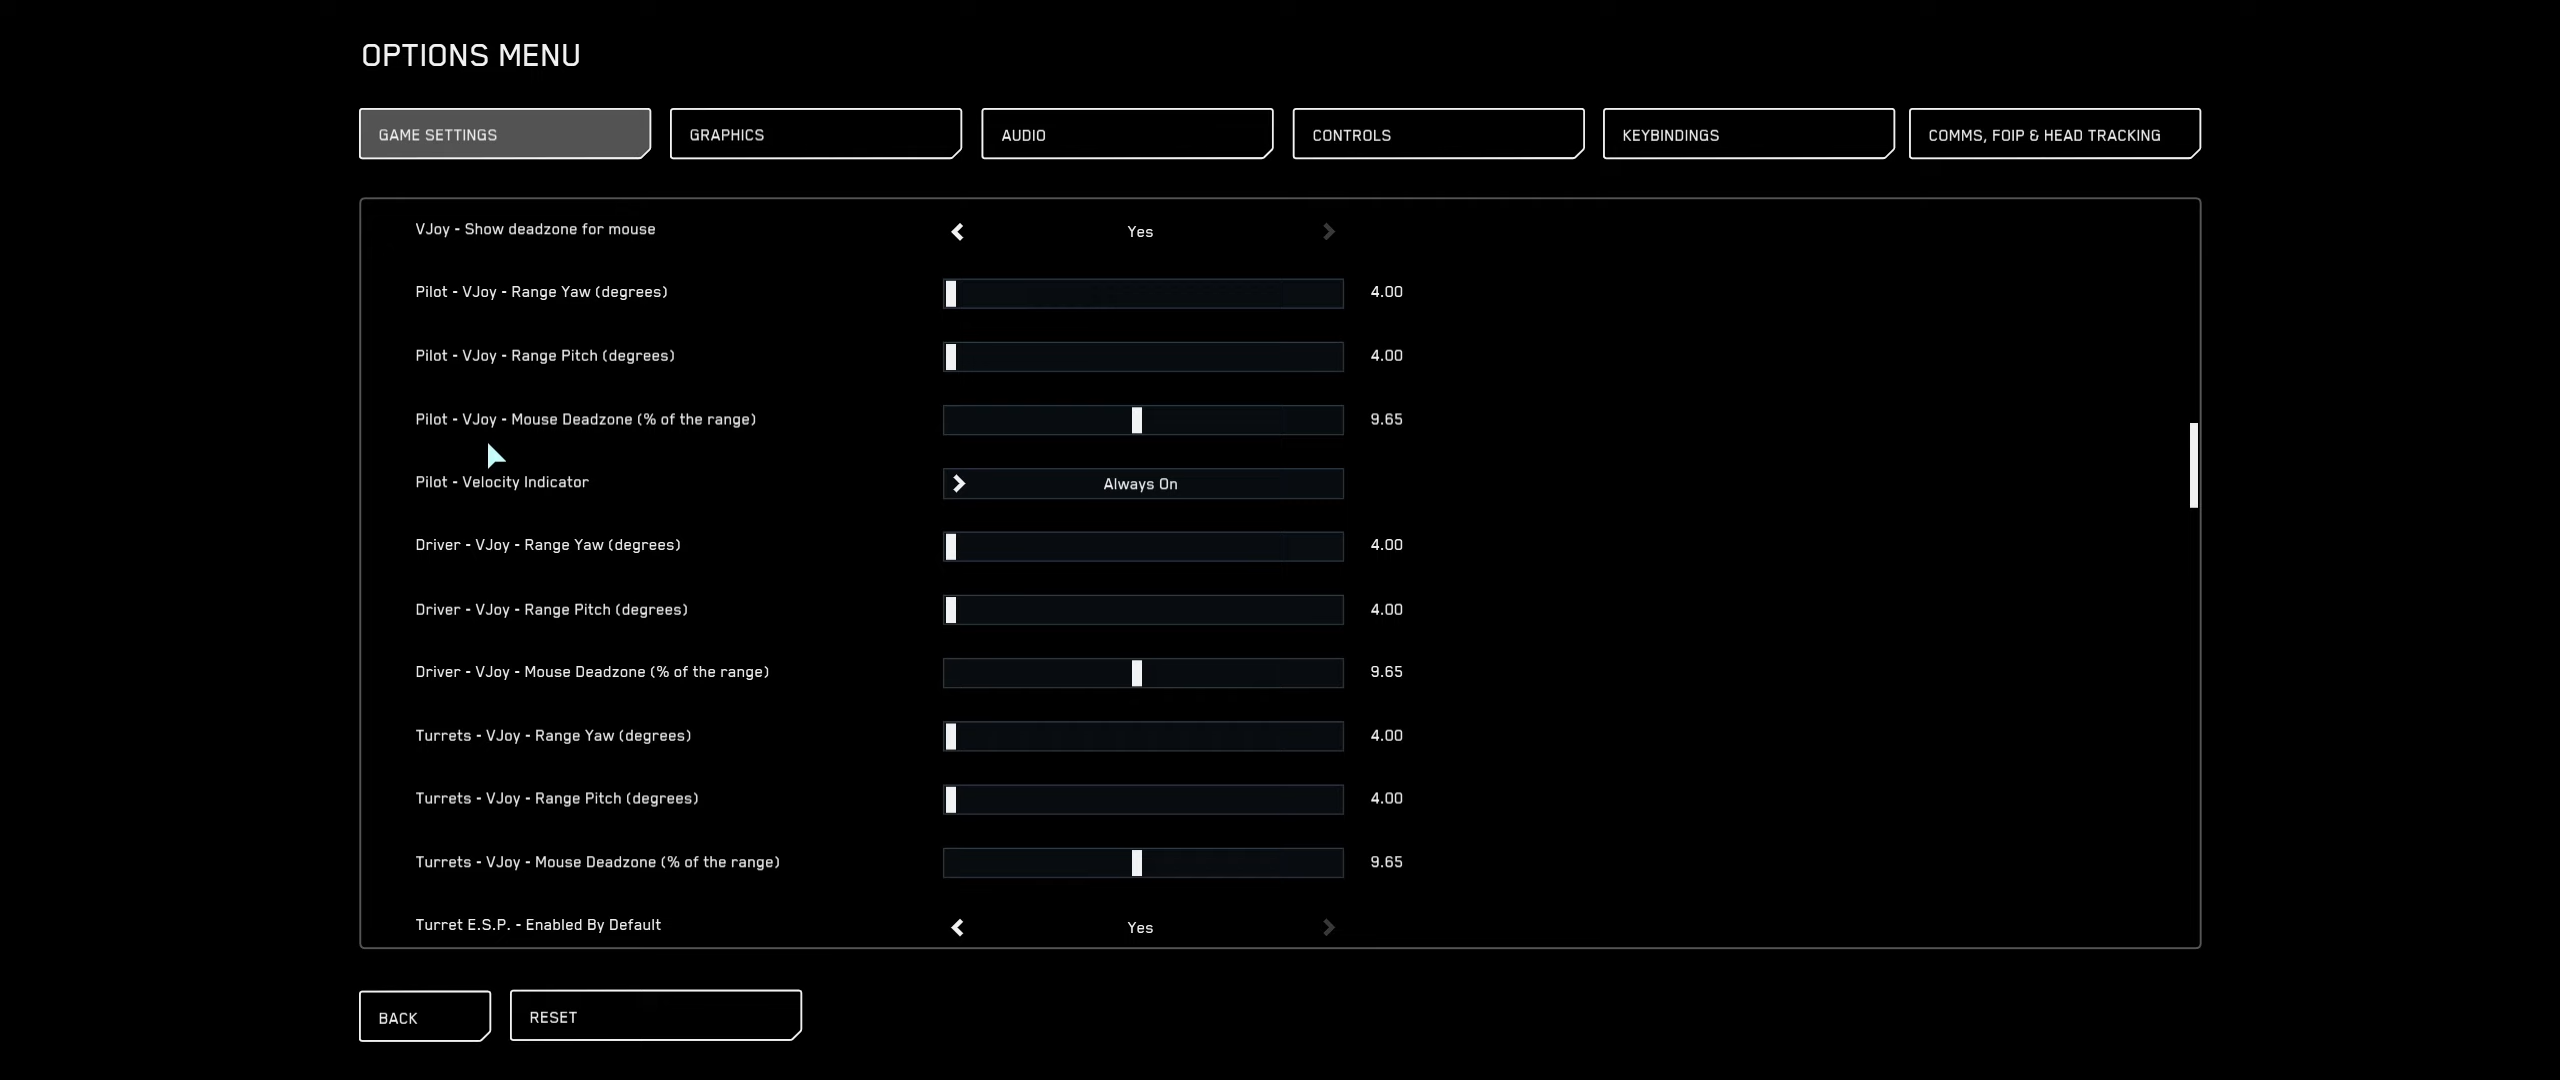 OPTIONS MENU
GAME SETTINGS
GRAPHICS
AUDIO
CONTROLS
KEYBINDINGS
COMMS, FOIP & HEAD TRACKING
VJoy - Show deadzone for mouse
Yes
Pilot - VJoy - Range Yaw (degrees)
4.00
Pilot - VJoy - Range Pitch (degrees)
4.00
Pilot - VJoy - Mouse Deadzone (% of the range)
9.65
Pilot - Velocity Indicator
Always On
Driver - VJoy - Range Yaw (degrees)
4.00
Driver - VJoy - Range Pitch (degrees)
4.00
Driver - VJoy - Mouse Deadzone (% of the range)
9.65
Turrets - VJoy - Range Yaw (degrees)
4.00
Turrets - VJoy - Range Pitch (degrees)
4.00
Turrets - VJoy - Mouse Deadzone (% of the range)
9.65
Turret E.S.P. - Enabled By Default
Yes
BACK
RESET